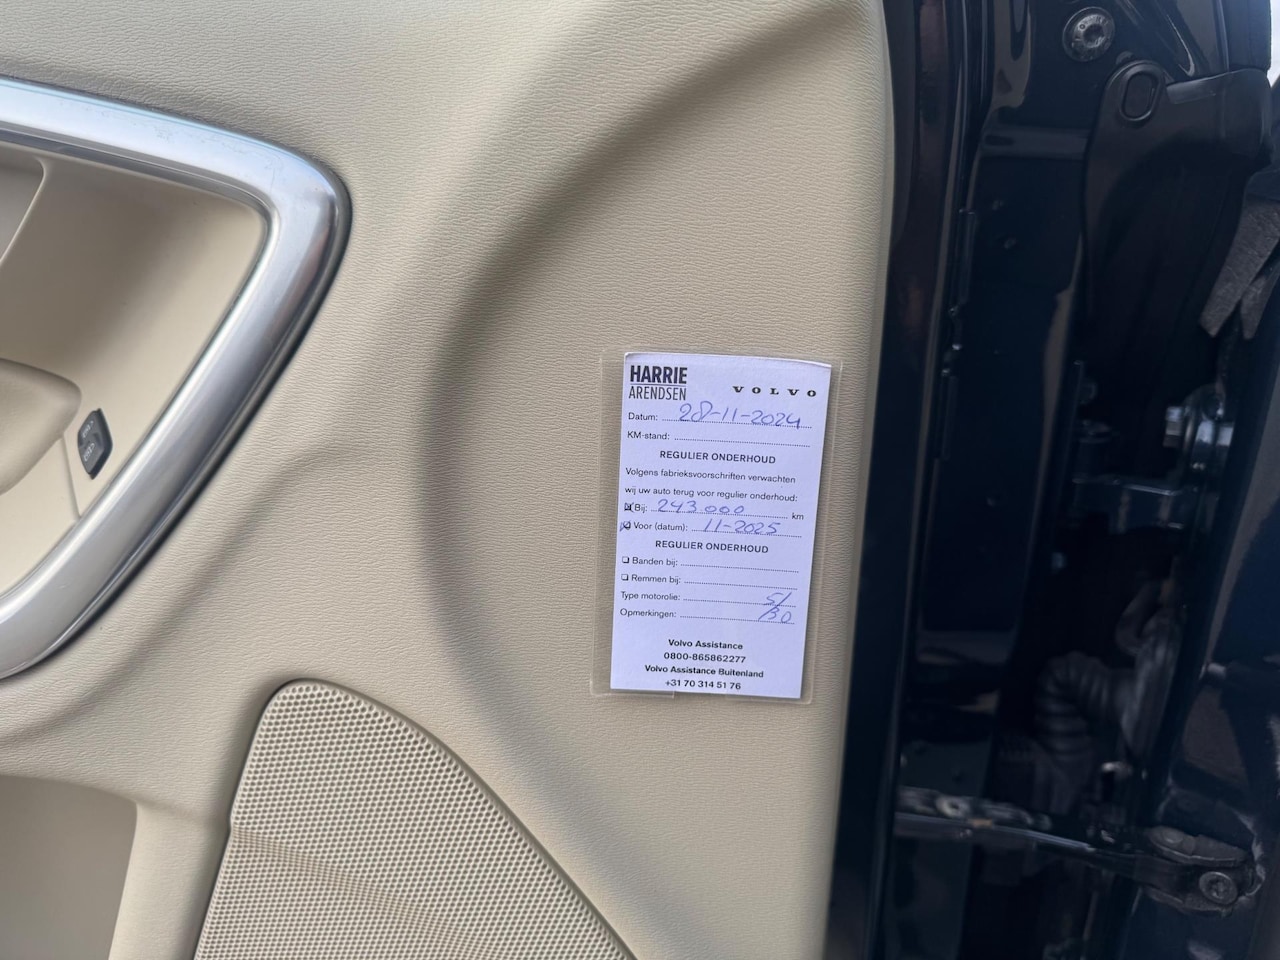 HARRIE
ARENDSEN
VOLVO
Datum: 28-11-2024
KM-stand:
REGULIER ONDERHOUD
Volgens fabrieksvoorschriften verwachten
wij uw auto terug voor regulier onderhoud:
Bij: 243.000 km
Voor (datum): 11-2025
REGULIER ONDERHOUD
Banden bij:
Remmen bij:
Type motorolie: 5/
Opmerkingen: /30
Volvo Assistance
0800-865862277
Volvo Assistance Buitenland
+31 70 314 51 76